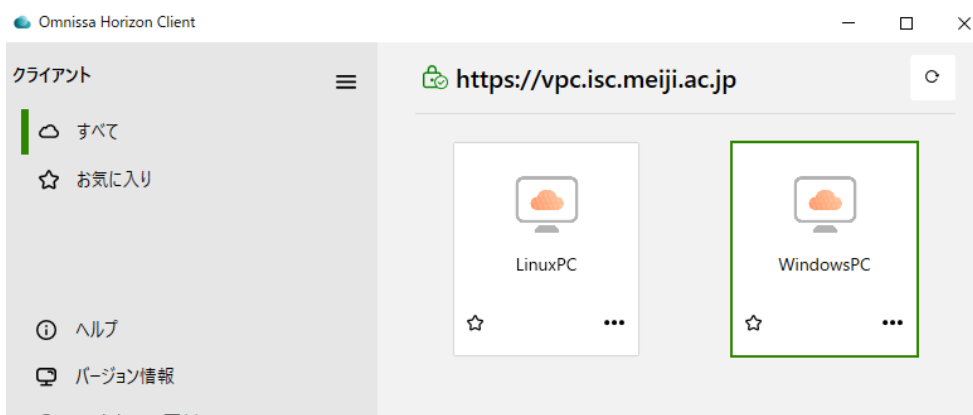 Omnissa Horizon Client
クライアント
https://vpc.isc.meiji.ac.jp
すべて
お気に入り
LinuxPC
WindowsPC
ヘルプ
バージョン情報